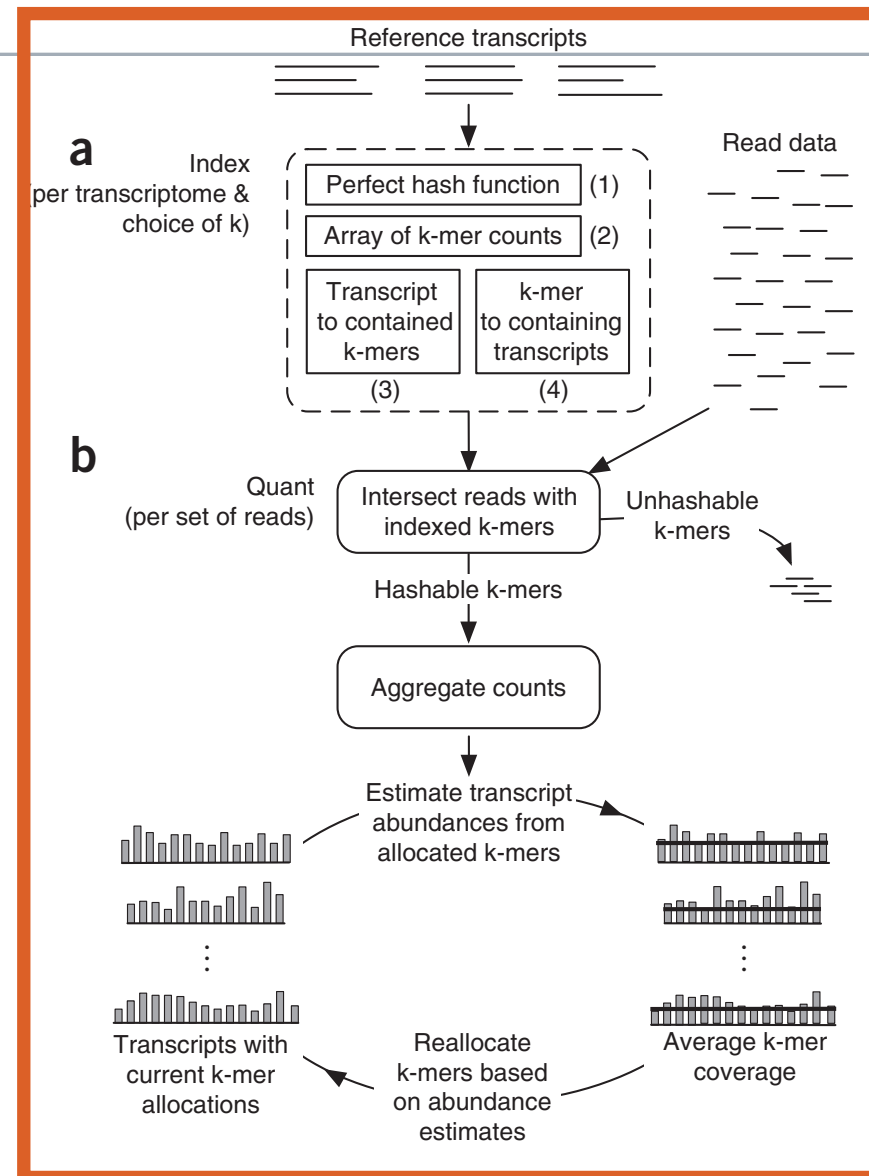 Reference transcripts
a
Index
(per transcriptome &
choice of k)
Perfect hash function
(1)
Array of k-mer counts
(2)
Transcript
to contained
k-mers
(3)
k-mer
to containing
transcripts
(4)
Read data
b
Quant
(per set of reads)
Intersect reads with
indexed k-mers
Unhashable
k-mers
Hashable k-mers
Aggregate counts
Estimate transcript
abundances from
allocated k-mers
Transcripts with
current k-mer
allocations
Reallocate
k-mers based
on abundance
estimates
Average k-mer
coverage